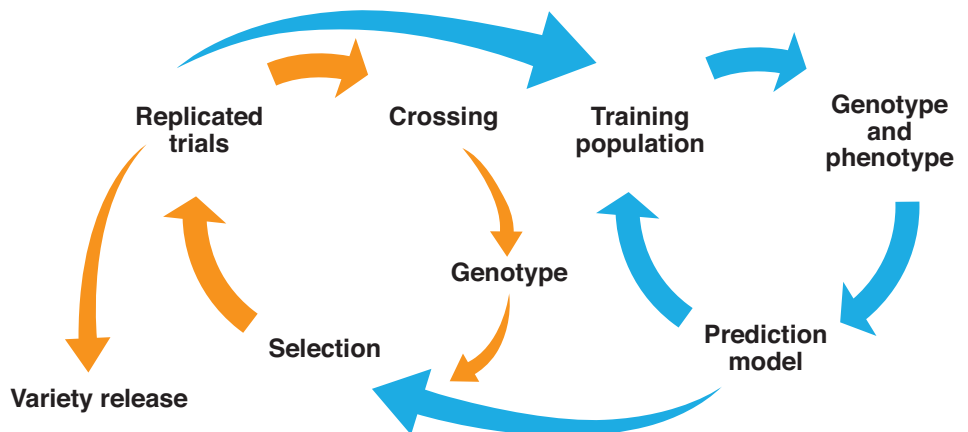 Replicated
trials
Crossing
Training
population
Genotype
and
phenotype
Genotype
Selection
Prediction
model
Variety release